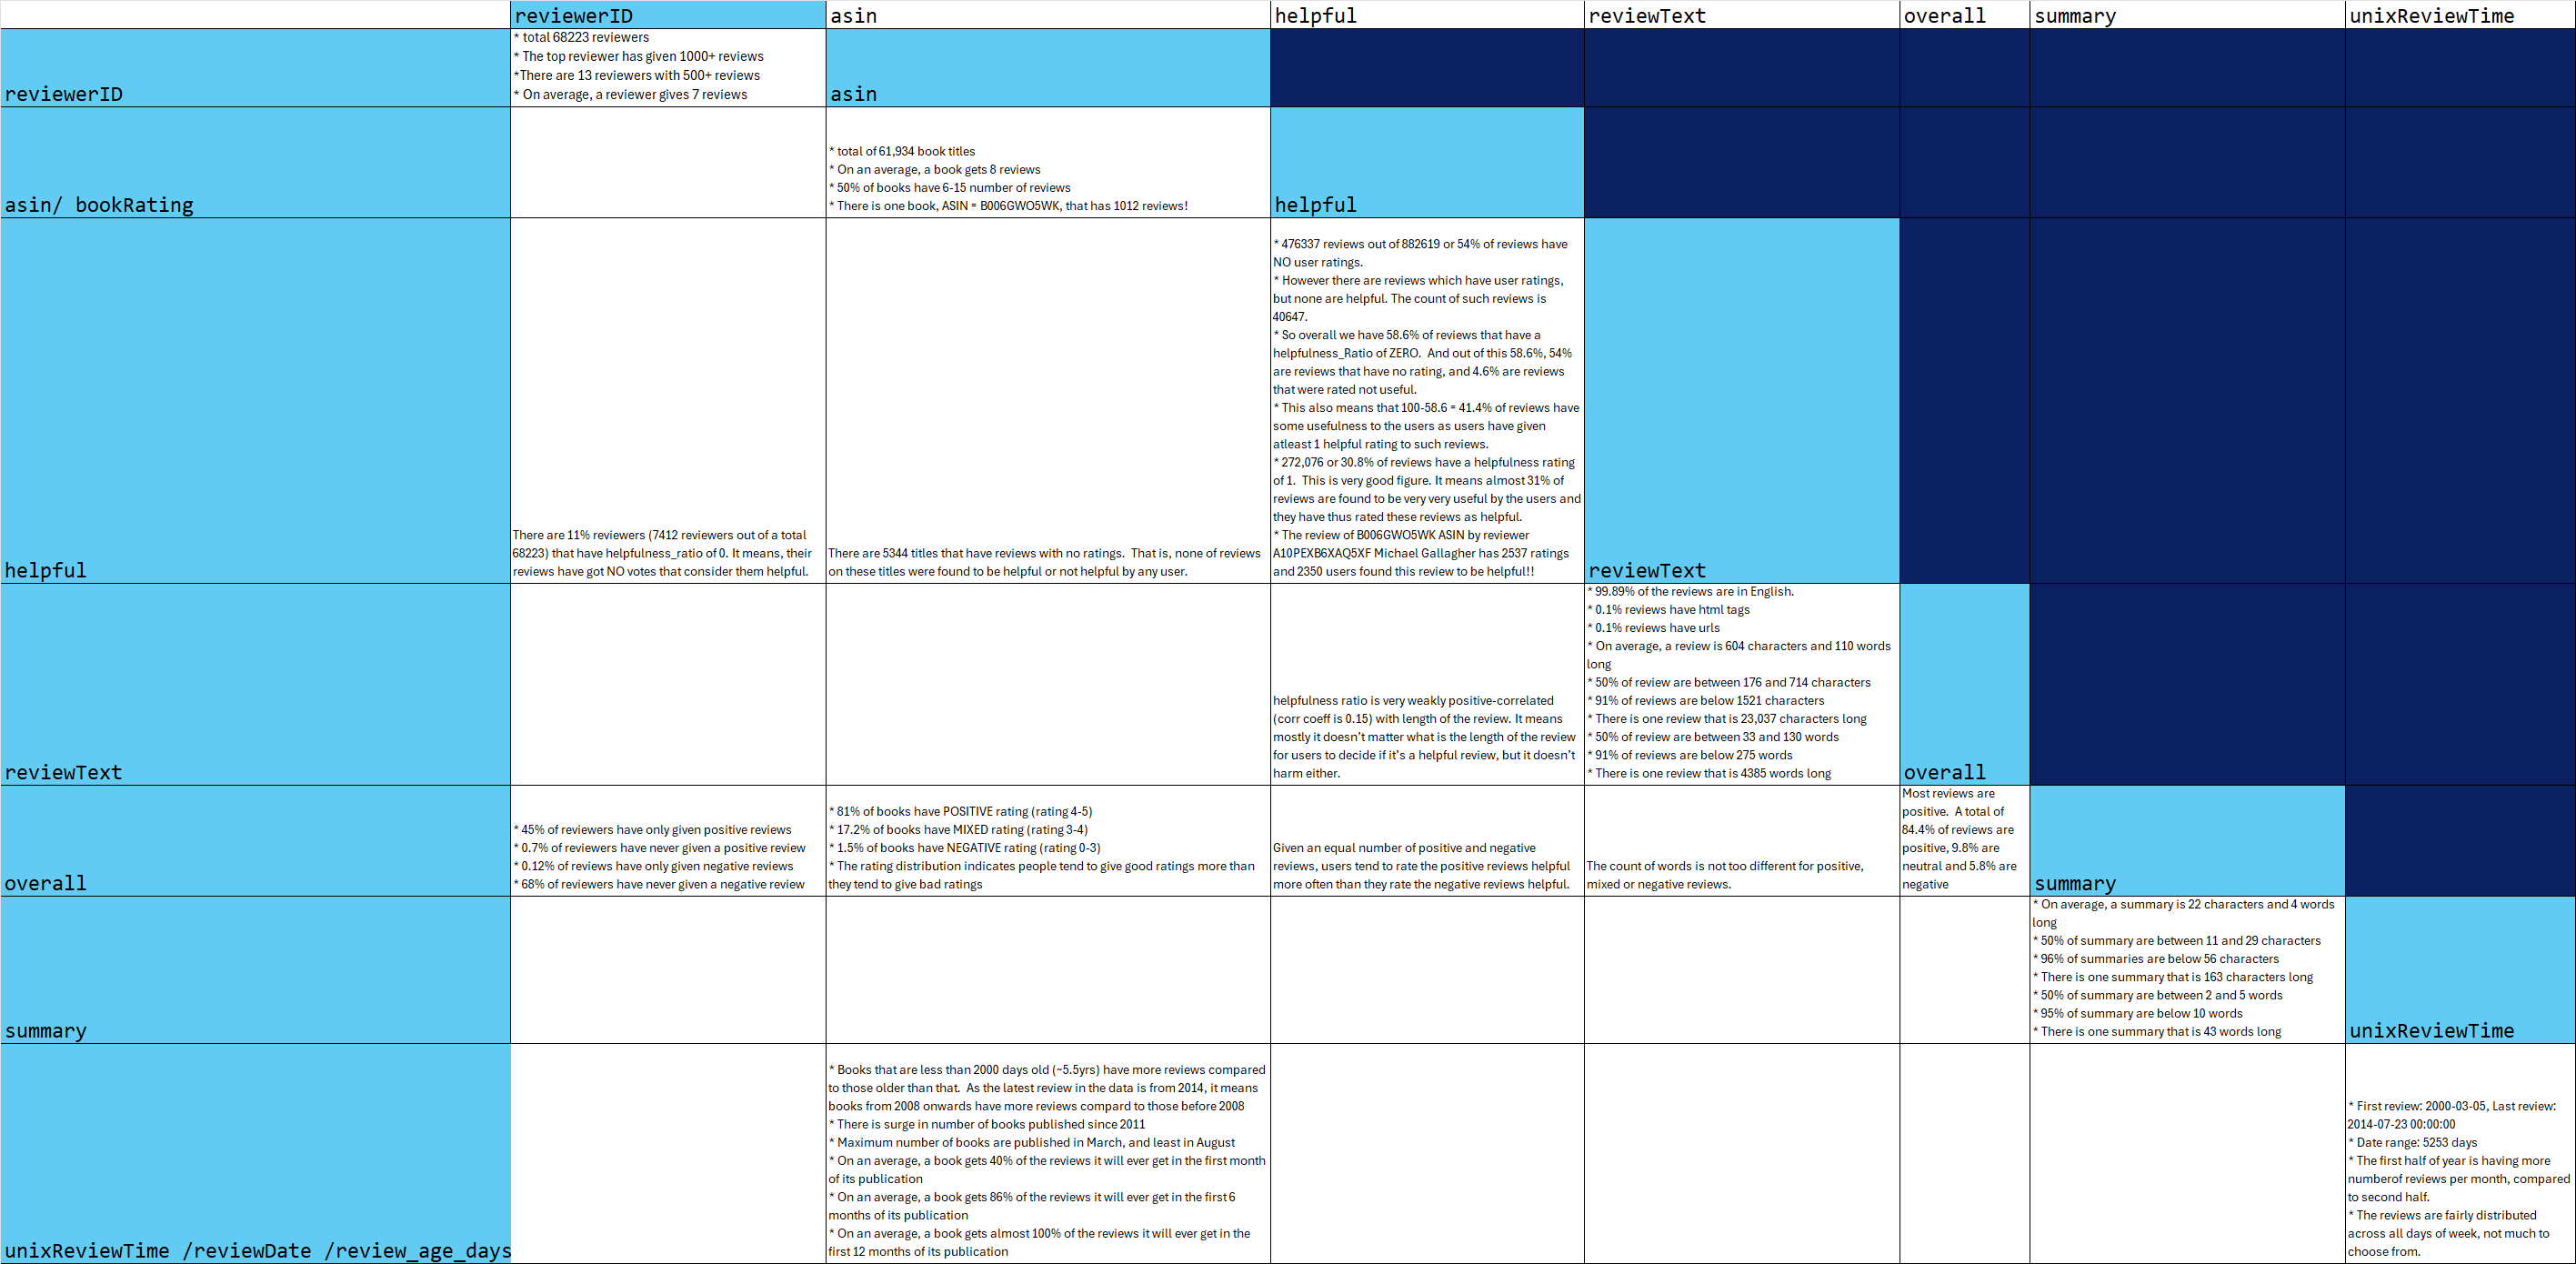 reviewerID asin helpful reviewText overall summary unixReviewTime
* total 68223 reviewers
* The top reviewer has given 1000+ reviews
*There are 13 reviewers with 500+ reviews
* On average, a reviewer gives 7 reviews
reviewerID
asin
* total of 61,934 book titles
* On an average, a book gets 8 reviews
* 50% of books have 6-15 number of reviews
* There is one book, ASIN = B006GWO5WK, that has 1012 reviews!
asin/ bookRating
helpful
There are 11% reviewers (7412 reviewers out of a total
68223) that have helpfulness_ratio of 0. It means, their
reviews have got NO votes that consider them helpful.
There are 5344 titles that have reviews with no ratings.  That is, none of reviews
on these titles were found to be helpful or not helpful by any user.
* 476337 reviews out of 882619 or 54% of reviews have
NO user ratings.
* However there are reviews which have user ratings,
but none are helpful. The count of such reviews is
40647.
* So overall we have 58.6% of reviews that have a
helpfulness_Ratio of ZERO.  And out of this 58.6%, 54%
are reviews that have no rating, and 4.6% are reviews
that were rated not useful.
* This also means that 100-58.6 = 41.4% of reviews have
some usefulness to the users as users have given
atleast 1 helpful rating to such reviews.
* 272,076 or 30.8% of reviews have a helpfulness rating
of 1.  This is very good figure. It means almost 31% of
reviews are found to be very very useful by the users and
they have thus rated these reviews as helpful.
* The review of B006GWO5WK ASIN by reviewer
A10PEXB6XAQ5XF Michael Gallagher has 2537 ratings
and 2350 users found this review to be helpful!!
helpful
reviewText
helpfulness ratio is very weakly positive-correlated
(corr coeff is 0.15) with length of the review. It means
mostly it doesn't matter what is the length of the review
for users to decide if it's a helpful review, but it doesn't
harm either.
* 99.89% of the reviews are in English.
* 0.1% reviews have html tags
* 0.1% reviews have urls
* On average, a review is 604 characters and 110 words
long
* 50% of review are between 176 and 714 characters
* 91% of reviews are below 1521 characters
* There is one review that is 23,037 characters long
* 50% of review are between 33 and 130 words
* 91% of reviews are below 275 words
* There is one review that is 4385 words long
reviewText
overall
* 45% of reviewers have only given positive reviews
* 0.7% of reviewers have never given a positive review
* 0.12% of reviews have only given negative reviews
* 68% of reviewers have never given a negative review
* 81% of books have POSITIVE rating (rating 4-5)
* 17.2% of books have MIXED rating (rating 3-4)
* 1.5% of books have NEGATIVE rating (rating 0-3)
* The rating distribution indicates people tend to give good ratings more than
they tend to give bad ratings
Given an equal number of positive and negative
reviews, users tend to rate the positive reviews helpful
more often than they rate the negative reviews helpful.
The count of words is not too different for positive,
mixed or negative reviews.
Most reviews are
positive.  A total of
84.4% of reviews are
positive, 9.8% are
neutral and 5.8% are
negative
overall
summary
* On average, a summary is 22 characters and 4 words
long
* 50% of summary are between 11 and 29 characters
* 96% of summaries are below 56 characters
* There is one summary that is 163 characters long
* 50% of summary are between 2 and 5 words
* 95% of summary are below 10 words
* There is one summary that is 43 words long
summary
unixReviewTime
* Books that are less than 2000 days old (~5.5yrs) have more reviews compared
to those older than that.  As the latest review in the data is from 2014, it means
books from 2008 onwards have more reviews compard to those before 2008
* There is surge in number of books published since 2011
* Maximum number of books are published in March, and least in August
* On an average, a book gets 40% of the reviews it will ever get in the first month
of its publication
* On an average, a book gets 86% of the reviews it will ever get in the first 6
months of its publication
* On an average, a book gets almost 100% of the reviews it will ever get in the
first 12 months of its publication
* First review: 2000-03-05, Last review:
2014-07-23 00:00:00
* Date range: 5253 days
* The first half of year is having more
numberof reviews per month, compared
to second half.
* The reviews are fairly distributed
across all days of week, not much to
choose from.
unixReviewTime /reviewDate /review_age_days